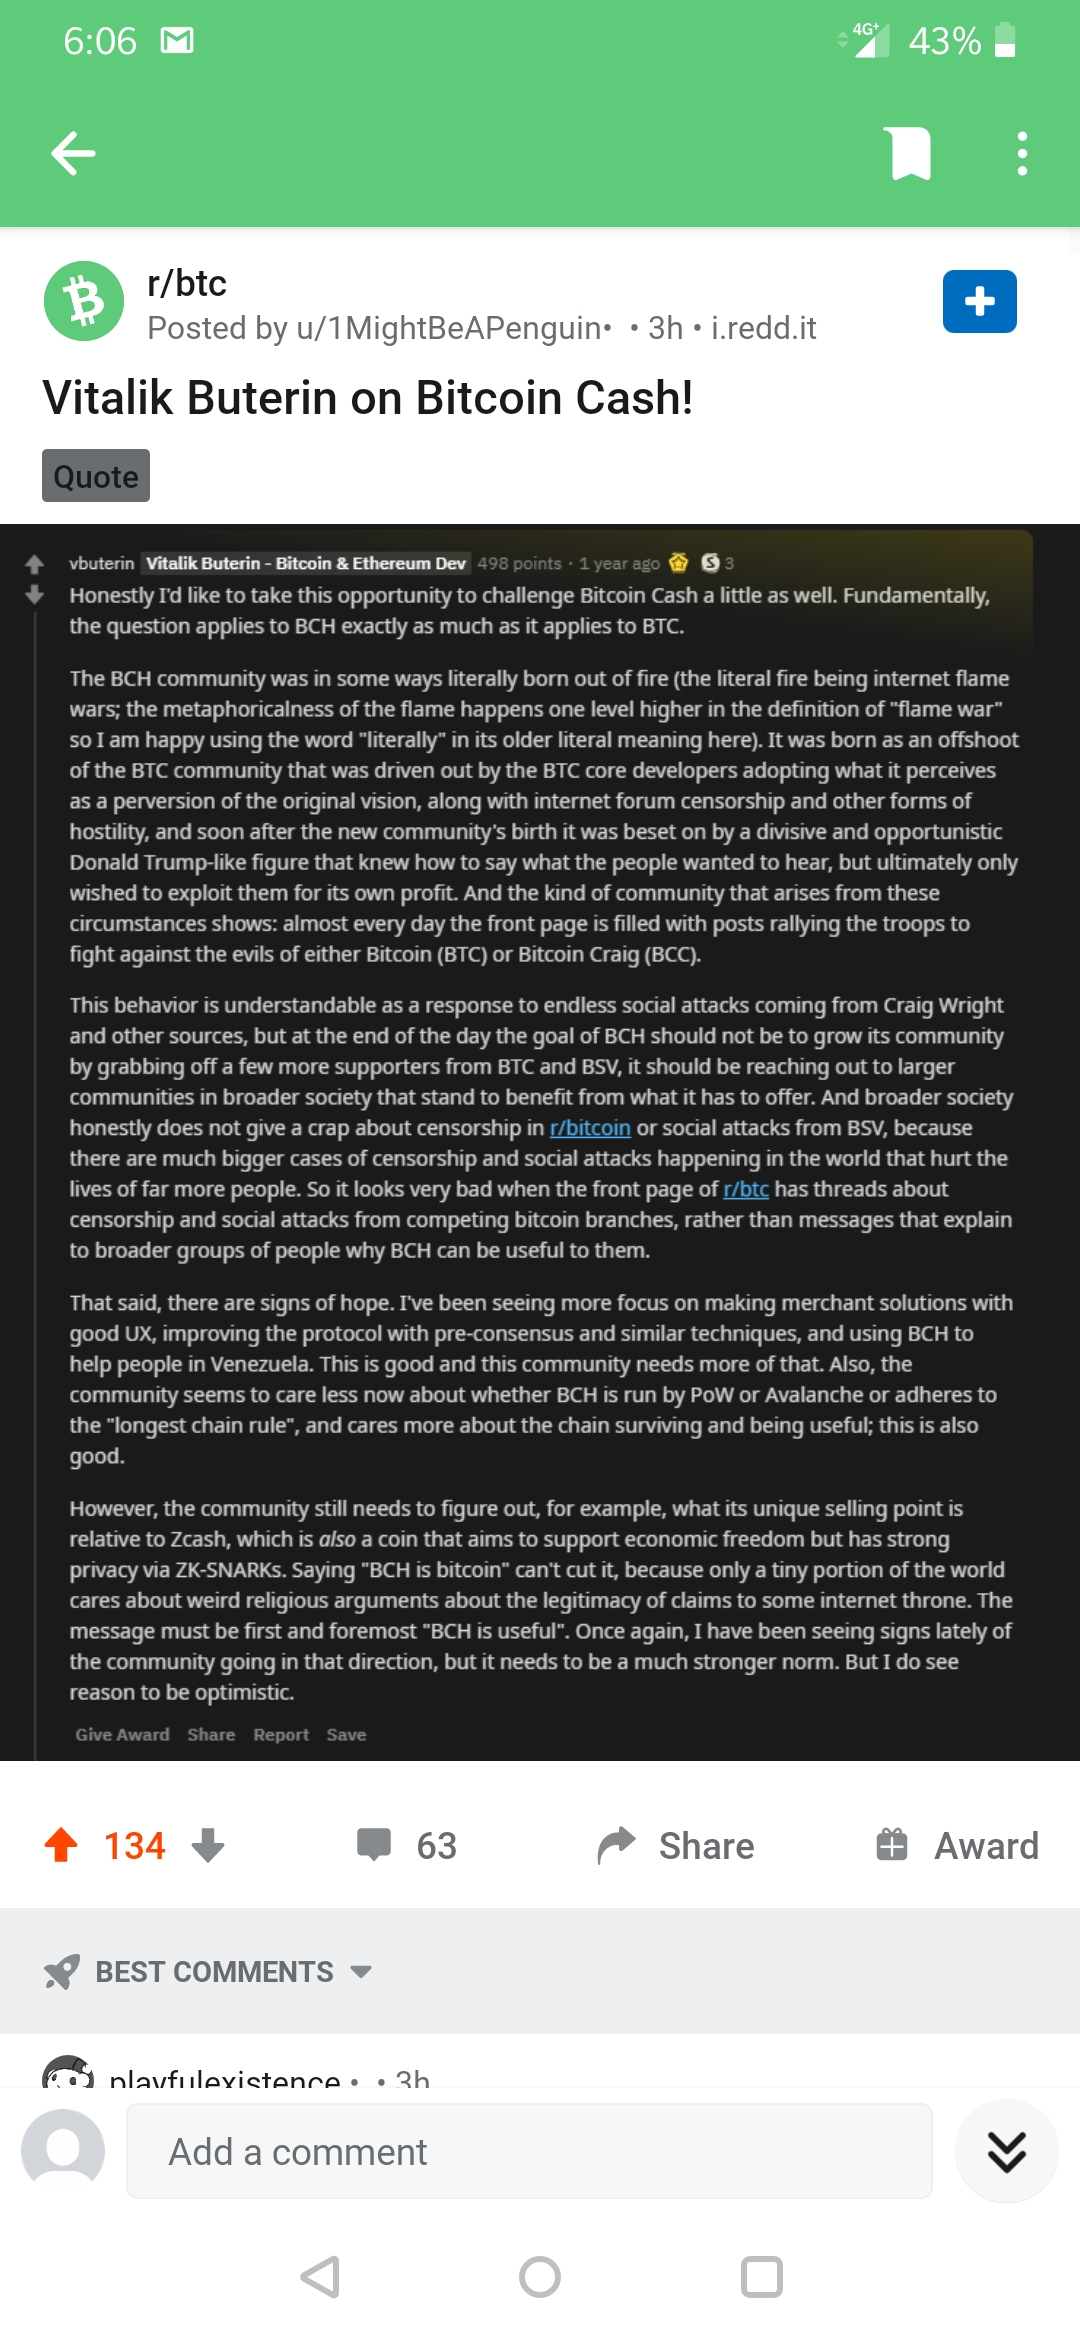 6:06
4G+
43%
r/btc
Posted by u/1MightBeAPenguin• • 3h • i.redd.it
Vitalik Buterin on Bitcoin Cash!
Quote
vbuterin Vitalik Buterin - Bitcoin & Ethereum Dev 498 points · 1 year ago S 3
Honestly I'd like to take this opportunity to challenge Bitcoin Cash a little as well. Fundamentally,
the question applies to BCH exactly as much as it applies to BTC.
The BCH community was in some ways literally born out of fire (the literal fire being internet flame
wars; the metaphoricalness of the flame happens one level higher in the definition of "flame war"
so I am happy using the word "literally" in its older literal meaning here). It was born as an offshoot
of the BTC community that was driven out by the BTC core developers adopting what it perceives
as a perversion of the original vision, along with internet forum censorship and other forms of
hostility, and soon after the new community's birth it was beset on by a divisive and opportunistic
Donald Trump-like figure that knew how to say what the people wanted to hear, but ultimately only
wished to exploit them for its own profit. And the kind of community that arises from these
circumstances shows: almost every day the front page is filled with posts rallying the troops to
fight against the evils of either Bitcoin (BTC) or Bitcoin Craig (BCC).
This behavior is understandable as a response to endless social attacks coming from Craig Wright
and other sources, but at the end of the day the goal of BCH should not be to grow its community
by grabbing off a few more supporters from BTC and BSV, it should be reaching out to larger
communities in broader society that stand to benefit from what it has to offer. And broader society
honestly does not give a crap about censorship in r/bitcoin or social attacks from BSV, because
there are much bigger cases of censorship and social attacks happening in the world that hurt the
lives of far more people. So it looks very bad when the front page of r/btc has threads about
censorship and social attacks from competing bitcoin branches, rather than messages that explain
to broader groups of people why BCH can be useful to them.
That said, there are signs of hope. I've been seeing more focus on making merchant solutions with
good UX, improving the protocol with pre-consensus and similar techniques, and using BCH to
help people in Venezuela. This is good and this community needs more of that. Also, the
community seems to care less now about whether BCH is run by PoW or Avalanche or adheres to
the "longest chain rule", and cares more about the chain surviving and being useful; this is also
good.
However, the community still needs to figure out, for example, what its unique selling point is
relative to Zcash, which is also a coin that aims to support economic freedom but has strong
privacy via ZK-SNARKs. Saying "BCH is bitcoin" can't cut it, because only a tiny portion of the world
cares about weird religious arguments about the legitimacy of claims to some internet throne. The
message must be first and foremost "BCH is useful". Once again, I have been seeing signs lately of
the community going in that direction, but it needs to be a much stronger norm. But I do see
reason to be optimistic.
Give Award Share Report Save
134 63 Share Award
BEST COMMENTS
playfulexistence • • 3h
Add a comment